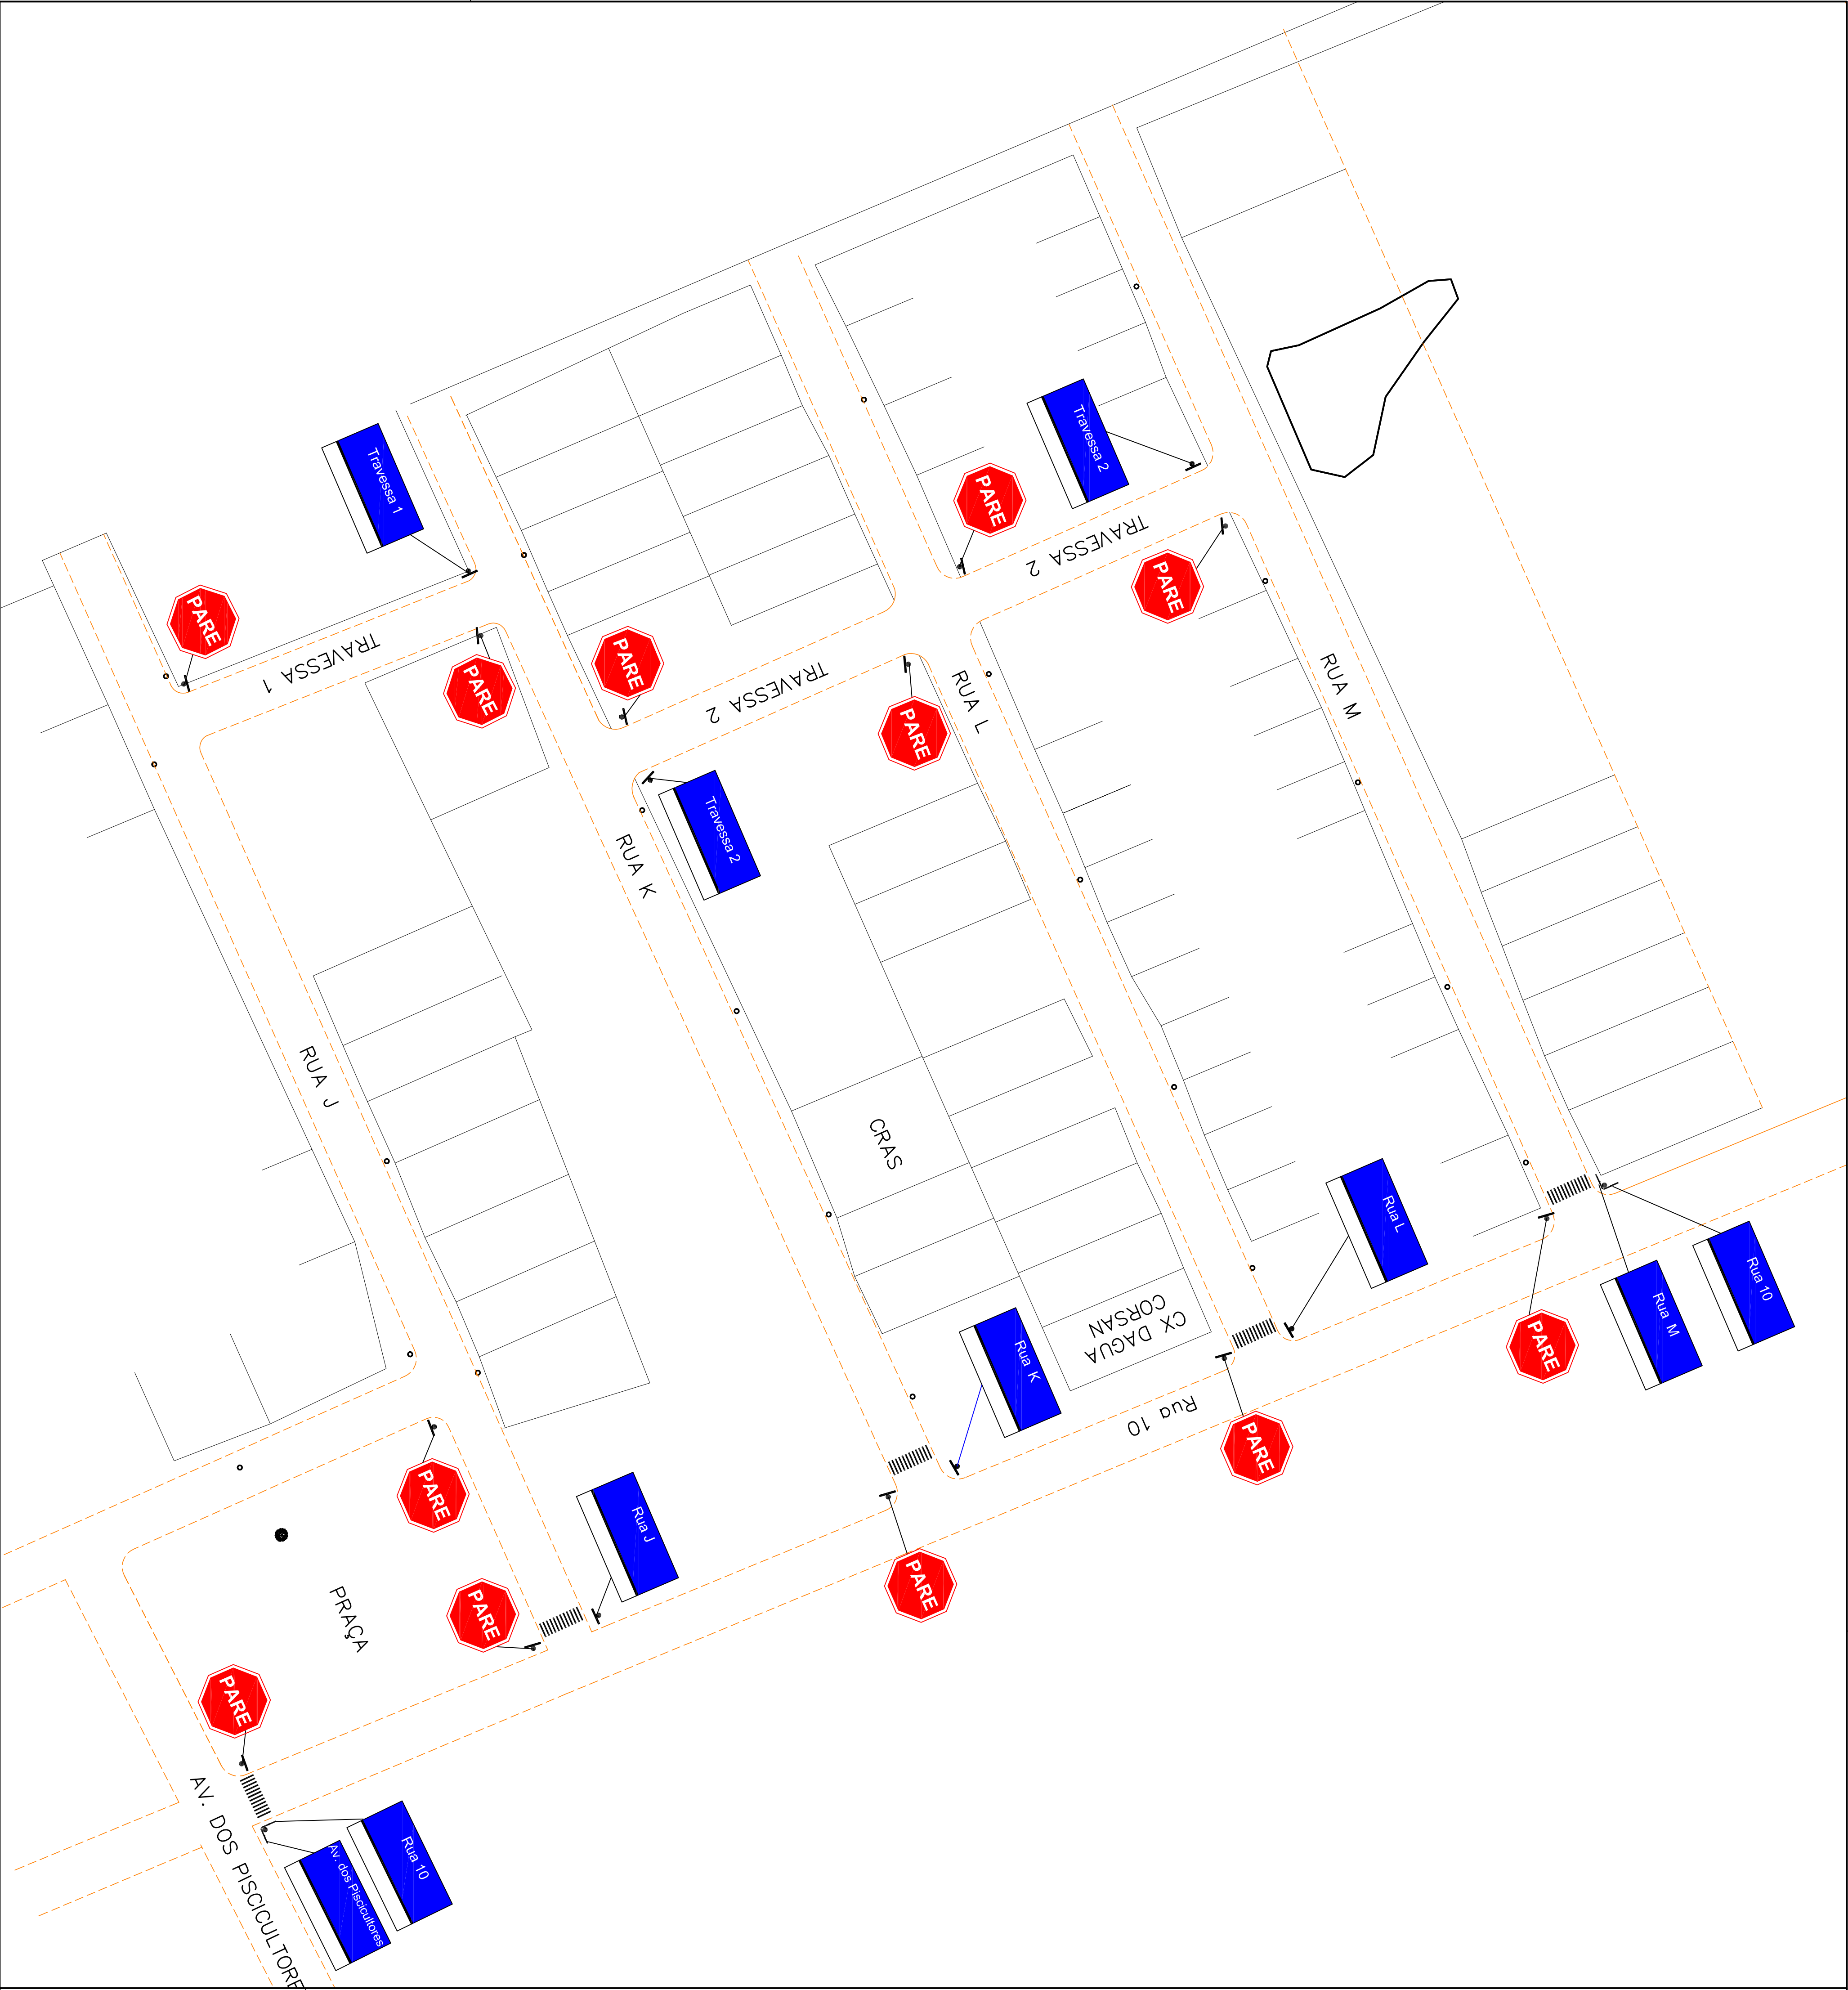 Travessa 2
Travessa 1
PARE
TRAVESSA 2
PARE
PARE
PARE
TRAVESSA 1
PARE
PARE
TRAVESSA 2
RUA L
RUA M
PARE
Travessa 2
RUA K
RUA J
CRAS
Rua L
Rua 10
Rua M
CX DAGUA
CORSAN
PARE
Rua K
Rua 10
PARE
PARE
Rua J
PARE
PARE
PRAÇA
PARE
AV. DOS PISCICULTORE
Rua 10
Av. dos Piscicultores